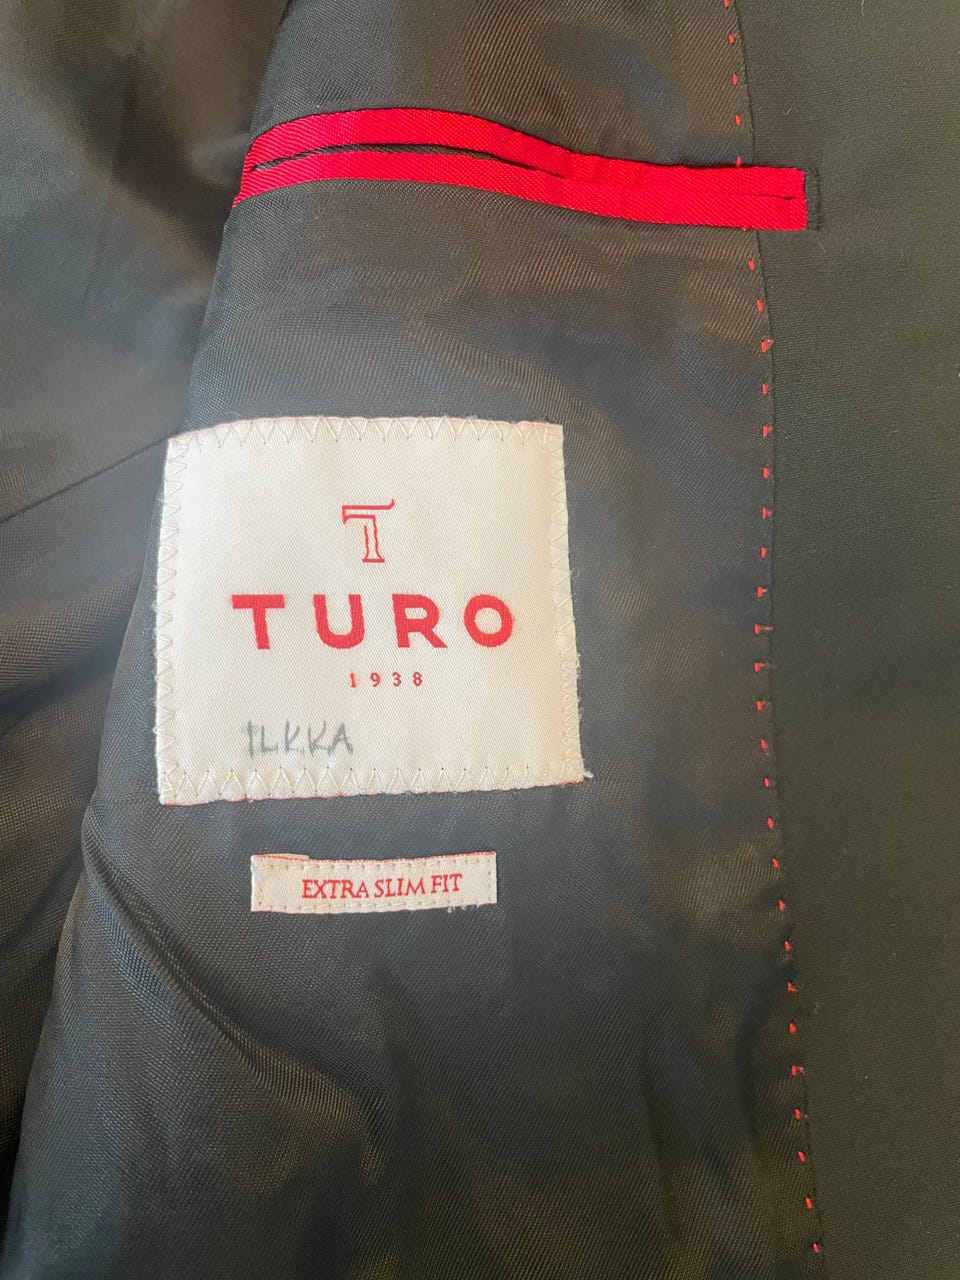 T
TURO
1938
ILKKA
EXTRA SLIM FIT